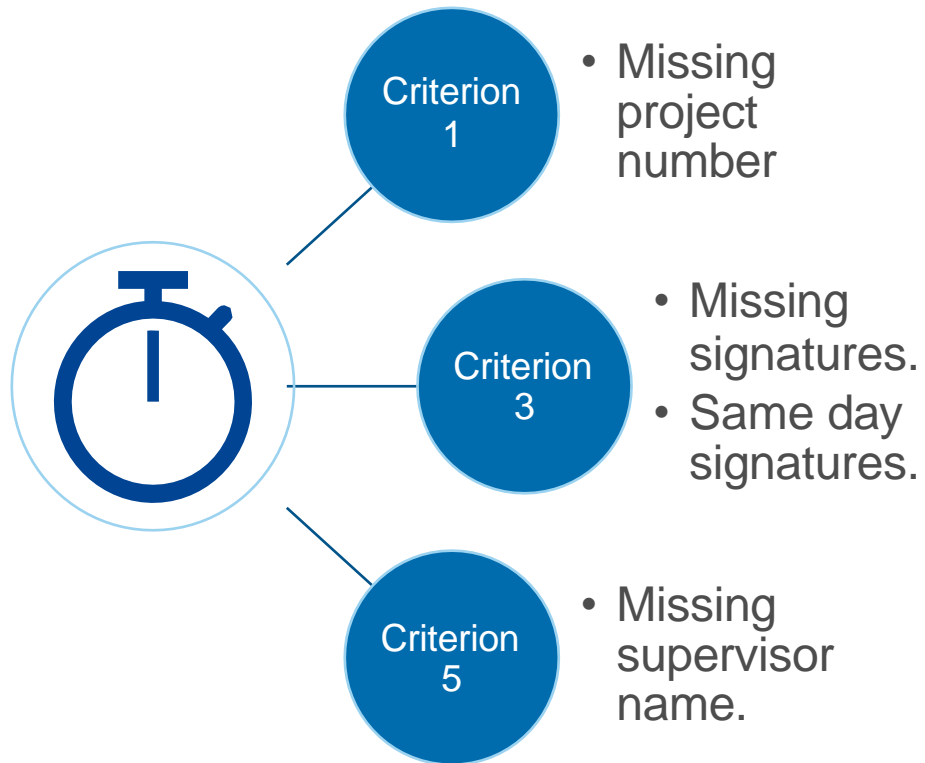 Criterion
1
• Missing
project
number
Criterion
3
• Missing
signatures.
• Same day
signatures.
Criterion
5
• Missing
supervisor
name.